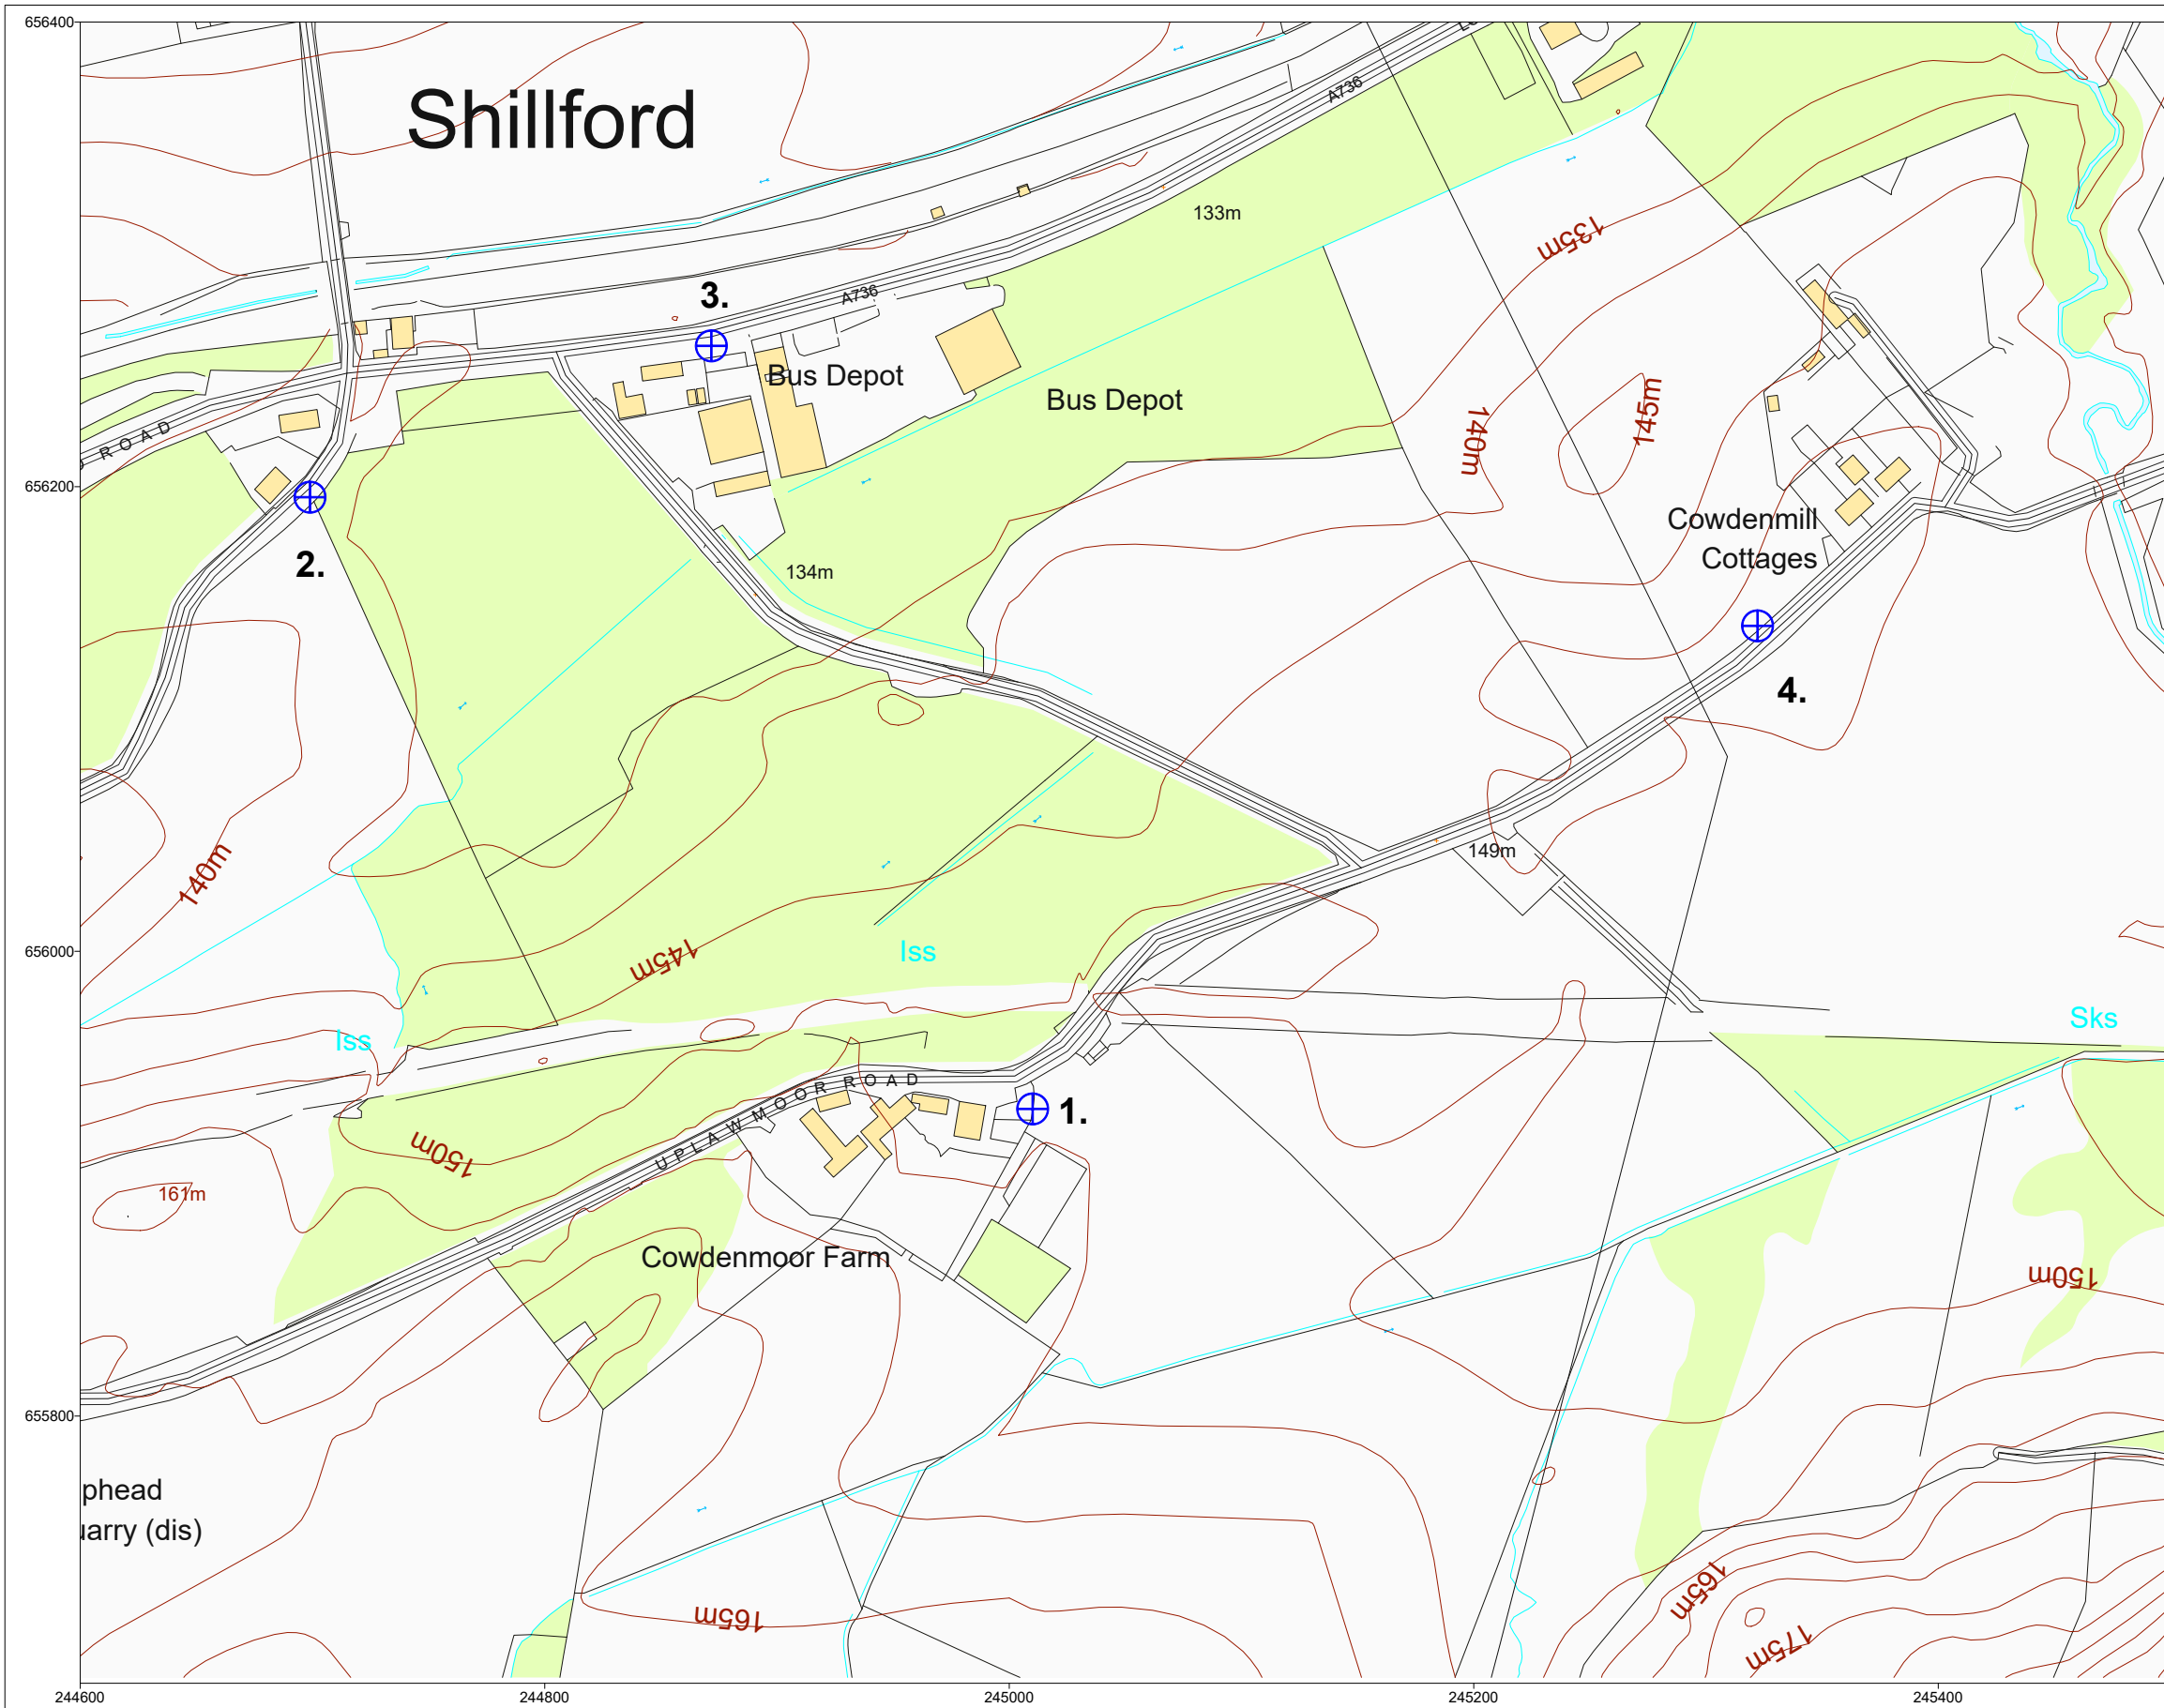 656400
Shillford
A736
133m
135m
3.
A736
Bus Depot
Bus Depot
145m
140m
ROAD
656200
Cowdenmill
Cottages
2.
134m
4.
149m
140m
656000
145m
Iss
Iss
Sks
UPLAWMOOR ROAD
1.
150m
161m
Cowdenmoor Farm
150m
655800
phead
uarry (dis)
165m
165m
175m
244600
244800
245000
245200
245400